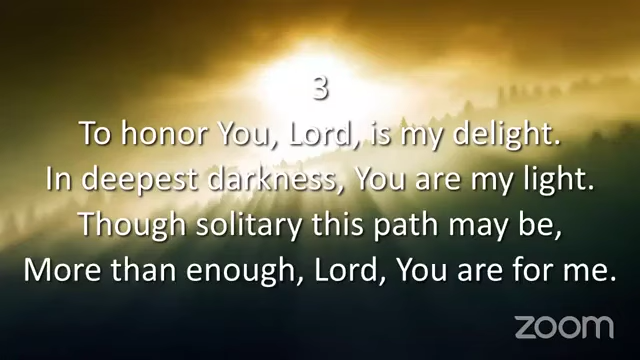 3
To honor You, Lord, is my delight.
In deepest darkness, You are my light.
Though solitary this path may be,
More than enough, Lord, You are for me.
zoom